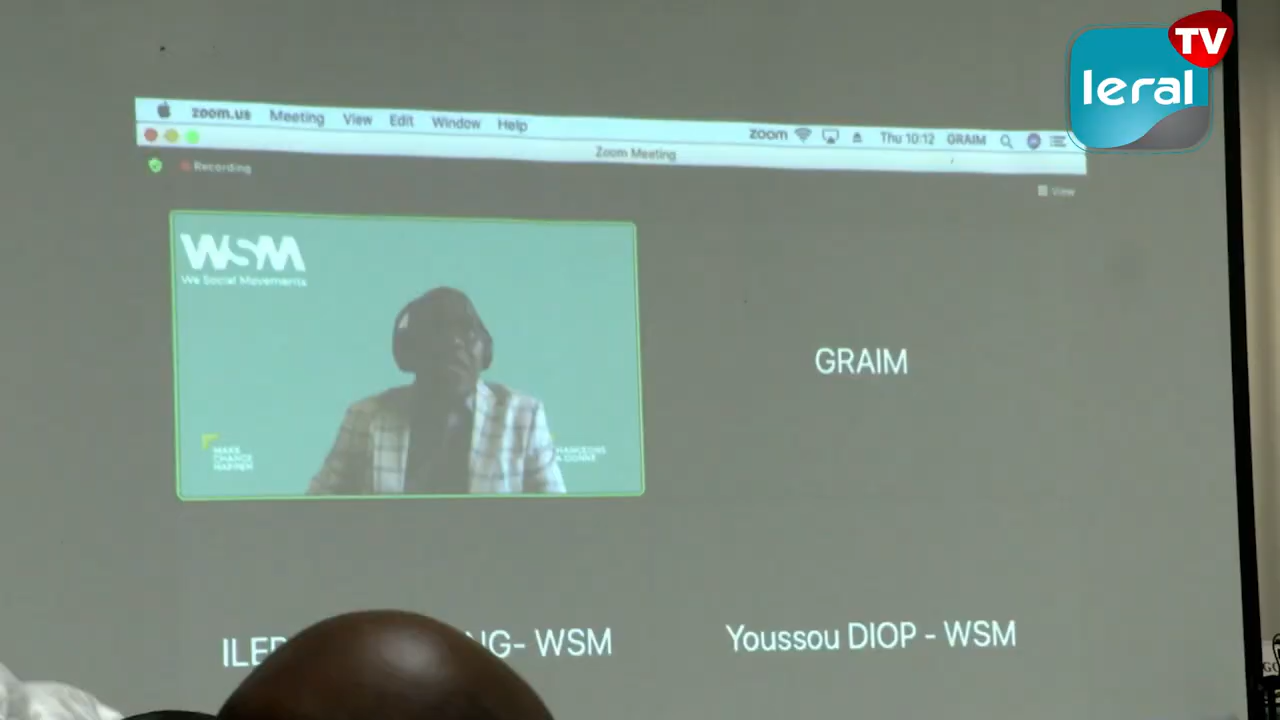 TV
leral
zoom.us Meeting View Edit Window Help zoom Thu 10:12 GRAIM
Zoom Meeting
Recording
View
WSM
We Social Movements
GRAIM
MAKE
CHANGE
HAPPEN
NG- WSM
Youssou DIOP - WSM